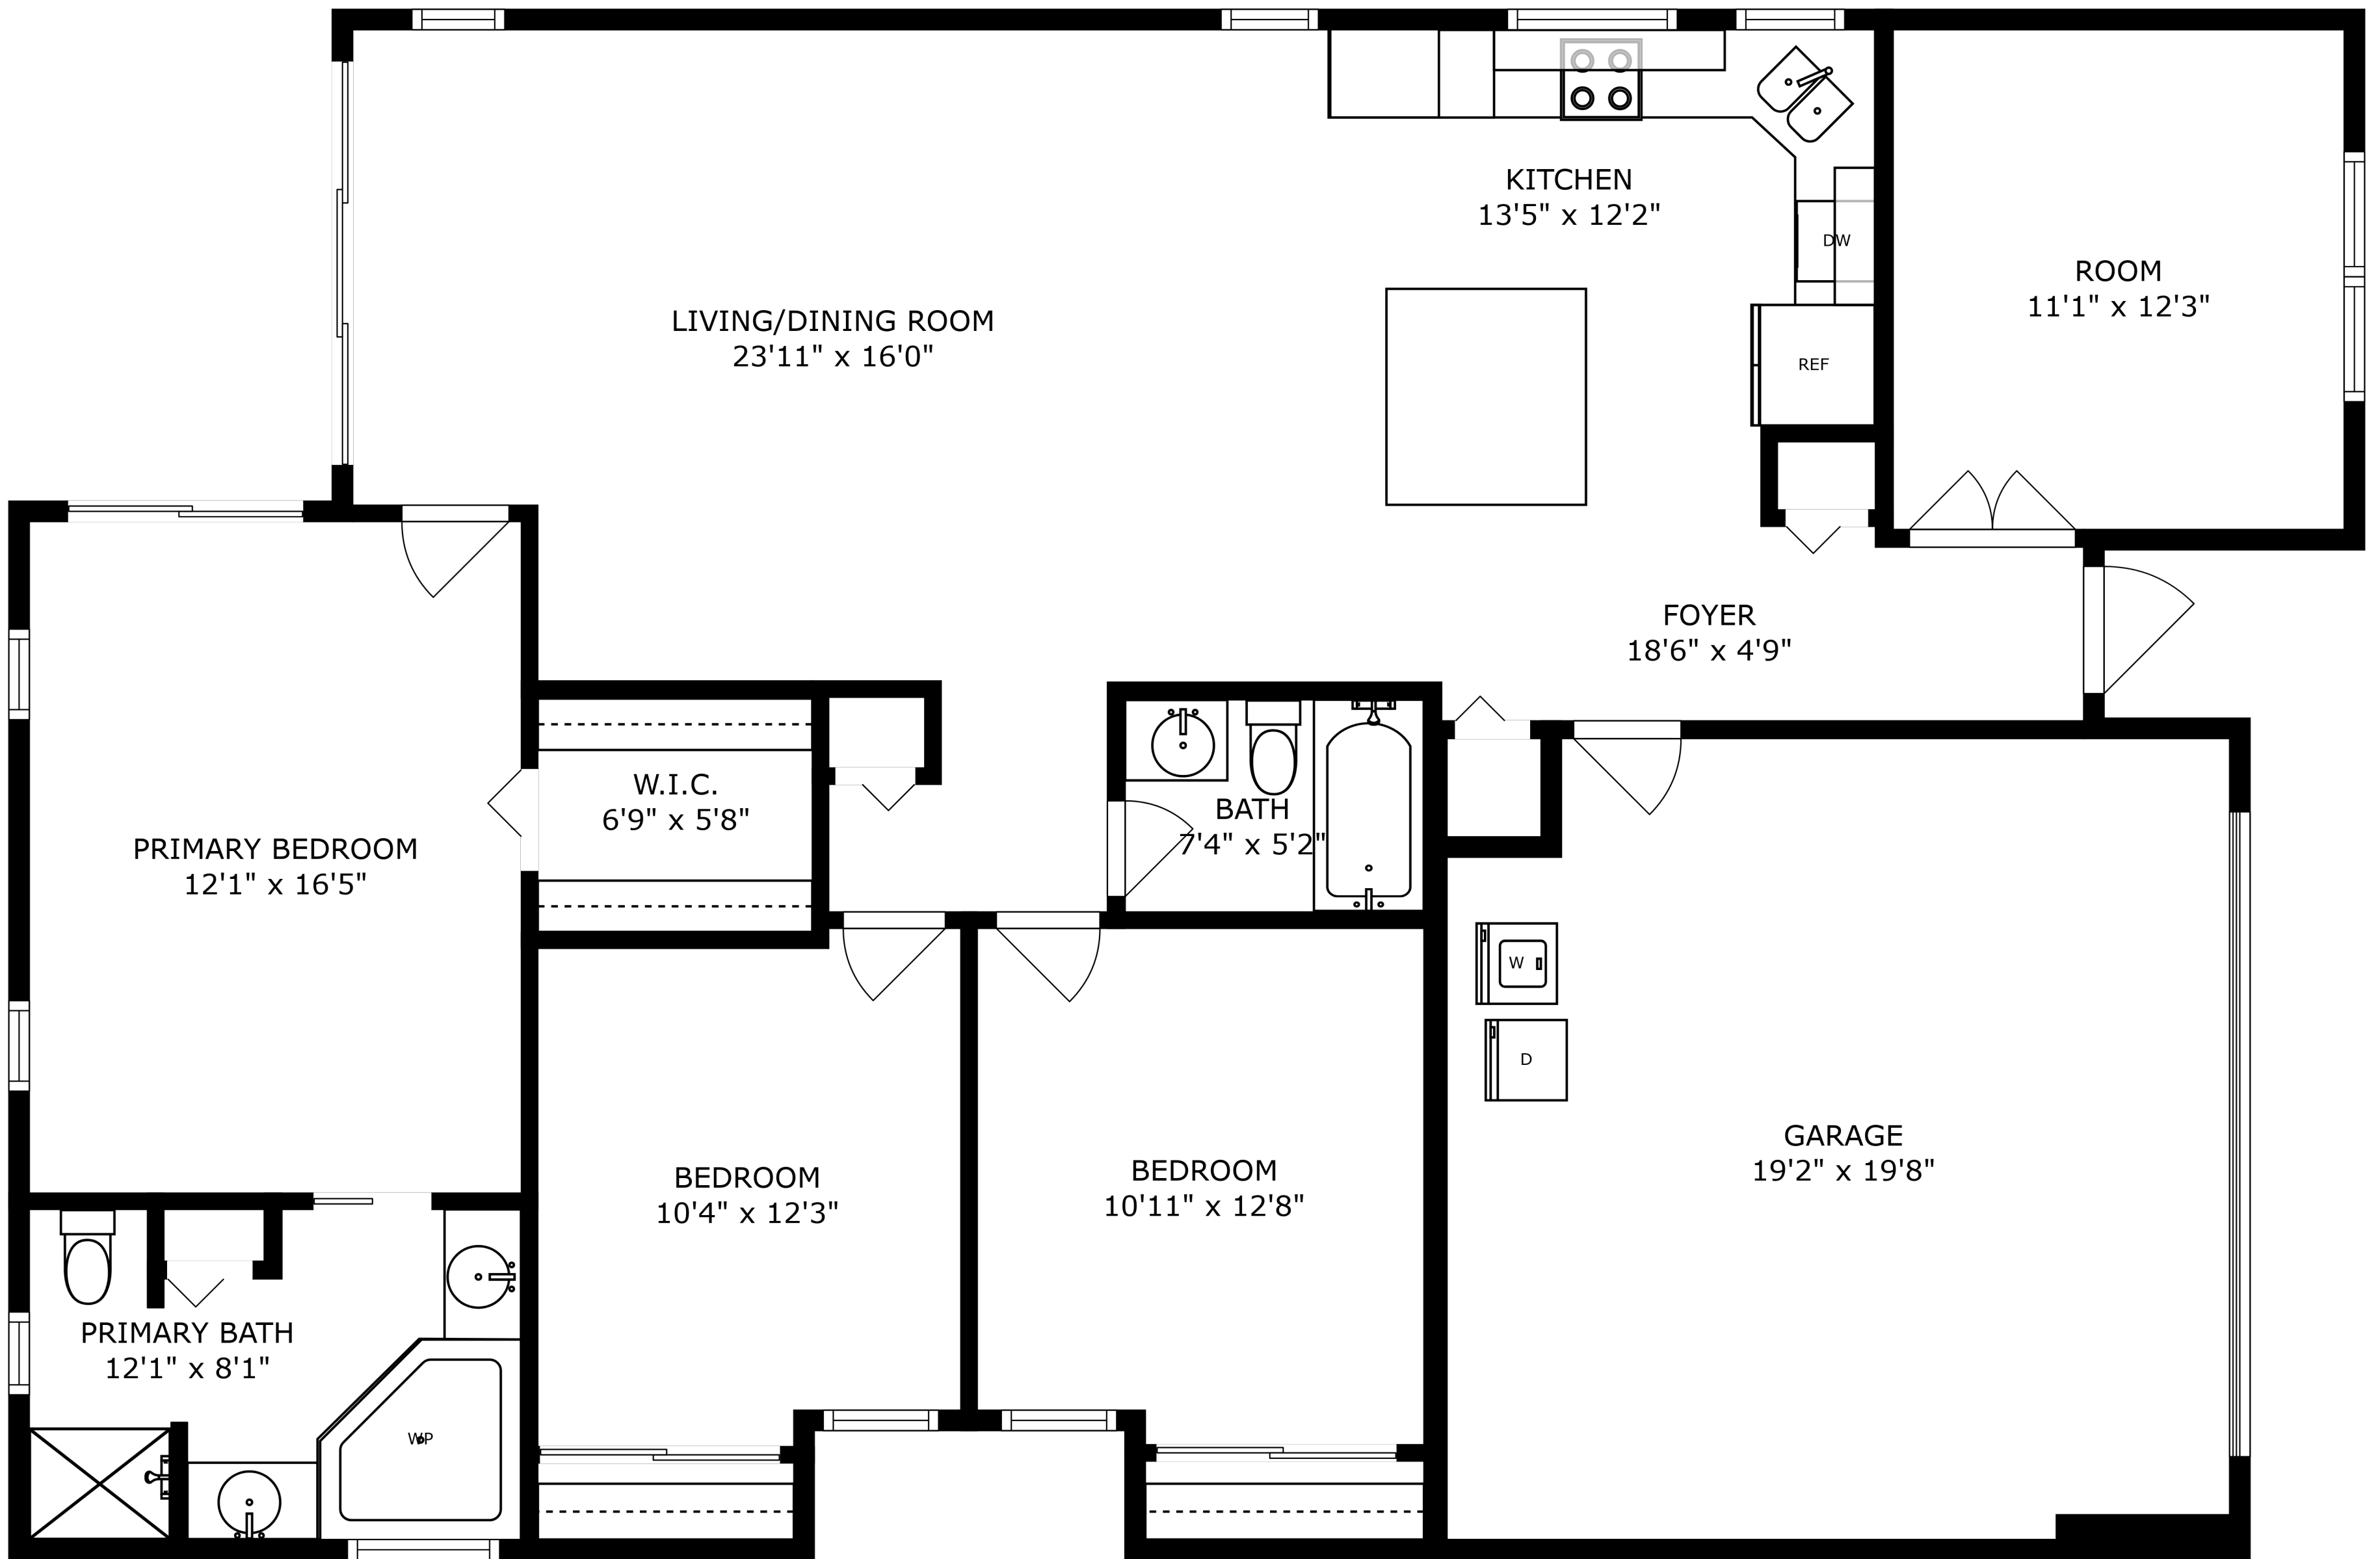 KITCHEN
13'5" x 12'2"
DW
REF
ROOM
11'1" x 12'3"
LIVING/DINING ROOM
23'11" x 16'0"
FOYER
18'6" x 4'9"
W.I.C.
6'9" x 5'8"
BATH
7'4" x 5'2"
PRIMARY BEDROOM
12'1" x 16'5"
W
D
GARAGE
19'2" x 19'8"
BEDROOM
10'4" x 12'3"
BEDROOM
10'11" x 12'8"
PRIMARY BATH
12'1" x 8'1"
WP